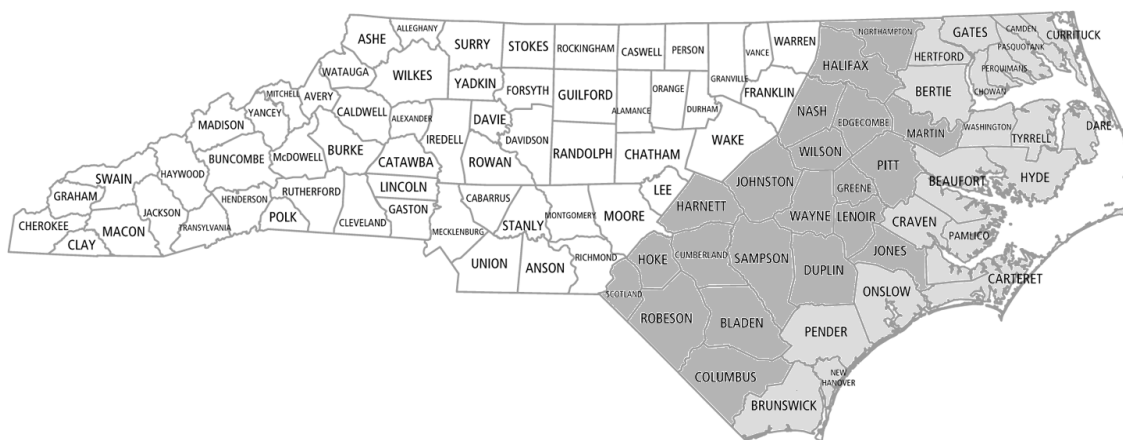 ALLEGHANY
ASHE
SURRY
STOKES
ROCKINGHAM
CASWELL
PERSON
VANCE
WARREN
NORTHAMPTON
GATES
CAMDEN
CURRITUCK
PASQUOTANK
HERTFORD
PERQUIMANS
HALIFAX
WATAUGA
WILKES
YADKIN
FORSYTH
GUILFORD
ALAMANCE
ORANGE
DURHAM
GRANVILLE
FRANKLIN
NASH
EDGECOMBE
BERTIE
CHOWAN
MITCHELL
AVERY
YANCEY
CALDWELL
ALEXANDER
IREDELL
DAVIE
DAVIDSON
MADISON
MARTIN
WASHINGTON
TYRRELL
DARE
BURKE
McDOWELL
BUNCOMBE
CATAWBA
ROWAN
RANDOLPH
CHATHAM
WAKE
WILSON
PITT
HAYWOOD
SWAIN
RUTHERFORD
LINCOLN
CABARRUS
LEE
JOHNSTON
GREENE
BEAUFORT
HYDE
GRAHAM
HENDERSON
JACKSON
POLK
CLEVELAND
GASTON
STANLY
MONTGOMERY
MOORE
HARNETT
WAYNE
LENOIR
CRAVEN
PAMLICO
CHEROKEE
CLAY
MACON
TRANSYLVANIA
MECKLENBURG
UNION
ANSON
RICHMOND
HOKE
CUMBERLAND
SAMPSON
DUPLIN
JONES
CARTERET
SCOTLAND
ROBESON
BLADEN
ONSLOW
PENDER
COLUMBUS
NEW
HANOVER
BRUNSWICK